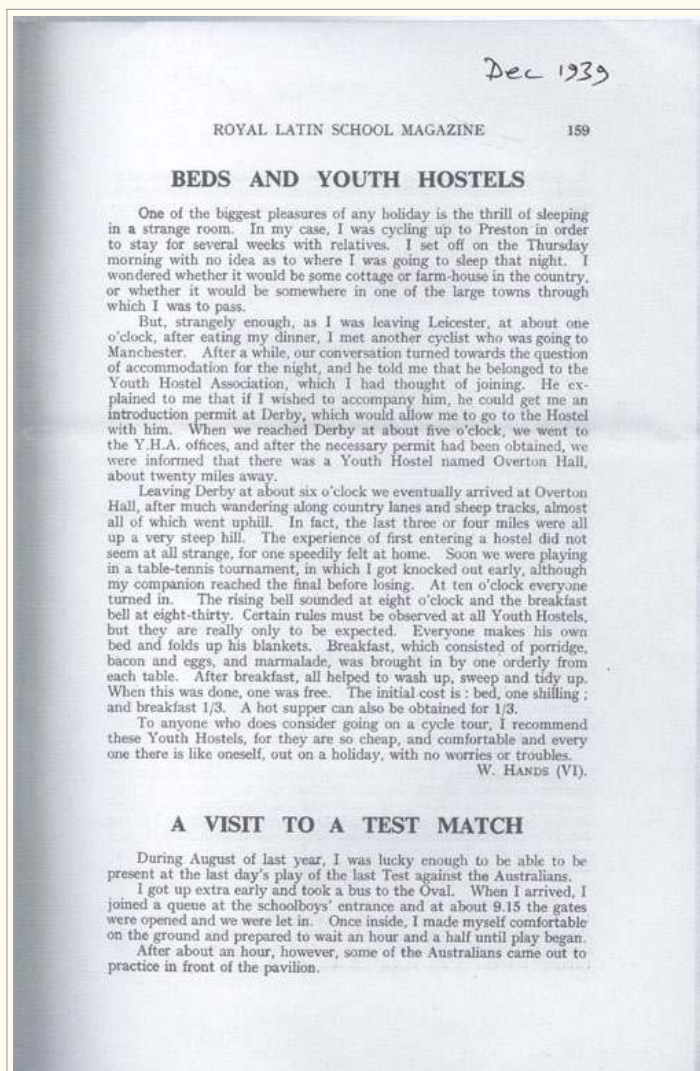 Dec 1939
ROYAL LATIN SCHOOL MAGAZINE 159
BEDS AND YOUTH HOSTELS
One of the biggest pleasures of any holiday is the thrill of sleeping
in a strange room. In my case, I was cycling up to Preston in order
to stay for several weeks with relatives. I set off on the Thursday
morning with no idea as to where I was going to sleep that night. I
wondered whether it would be some cottage or farm-house in the country,
or whether it would be somewhere in one of the large towns through
which I was to pass.
But, strangely enough, as I was leaving Leicester, at about one
o'clock, after eating my dinner, I met another cyclist who was going to
Manchester. After a while, our conversation turned towards the question
of accommodation for the night, and he told me that he belonged to the
Youth Hostel Association, which I had thought of joining. He ex-
plained to me that if I wished to accompany him, he could get me an
introduction permit at Derby, which would allow me to go to the Hostel
with him. When we reached Derby at about five o'clock, we went to
the Y.H.A. offices, and after the necessary permit had been obtained, we
were informed that there was a Youth Hostel named Overton Hall,
about twenty miles away.
Leaving Derby at about six o'clock we eventually arrived at Overton
Hall, after much wandering along country lanes and sheep tracks, almost
all of which went uphill. In fact, the last three or four miles were all
up a very steep hill. The experience of first entering a hostel did not
seem at all strange, for one speedily felt at home. Soon we were playing
in a table-tennis tournament, in which I got knocked out early, although
my companion reached the final before losing. At ten o'clock everyone
turned in. The rising bell sounded at eight o'clock and the breakfast
bell at eight-thirty. Certain rules must be observed at all Youth Hostels,
but they are really only to be expected. Everyone makes his own
bed and folds up his blankets. Breakfast, which consisted of porridge,
bacon and eggs, and marmalade, was brought in by one orderly from
each table. After breakfast, all helped to wash up, sweep and tidy up.
When this was done, one was free. The initial cost is : bed, one shilling ;
and breakfast 1/3. A hot supper can also be obtained for 1/3.
To anyone who does consider going on a cycle tour, I recommend
these Youth Hostels, for they are so cheap, and comfortable and every
one there is like oneself, out on a holiday, with no worries or troubles.
W. HANDS (VI).
A VISIT TO A TEST MATCH
During August of last year, I was lucky enough to be able to be
present at the last day's play of the last Test against the Australians.
I got up extra early and took a bus to the Oval. When I arrived, I
joined a queue at the schoolboys' entrance and at about 9.15 the gates
were opened and we were let in. Once inside, I made myself comfortable
on the ground and prepared to wait an hour and a half until play began.
After about an hour, however, some of the Australians came out to
practice in front of the pavilion.